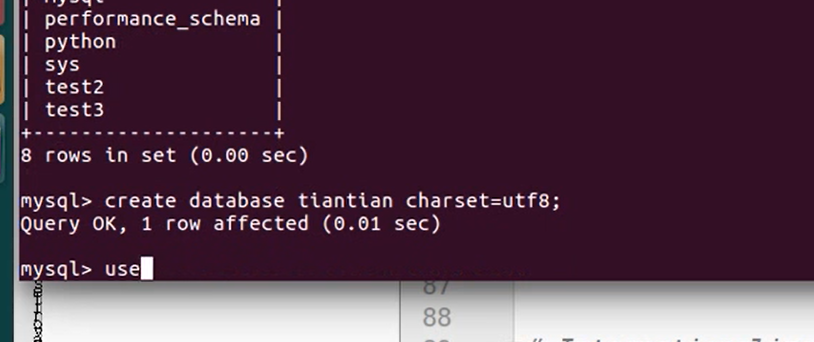 | mysql |
| performance_schema |
| python |
| sys |
| test2 |
| test3 |
+--------------------+
8 rows in set (0.00 sec)
mysql> create database tiantian charset=utf8;
Query OK, 1 row affected (0.01 sec)
mysql> use
87
88